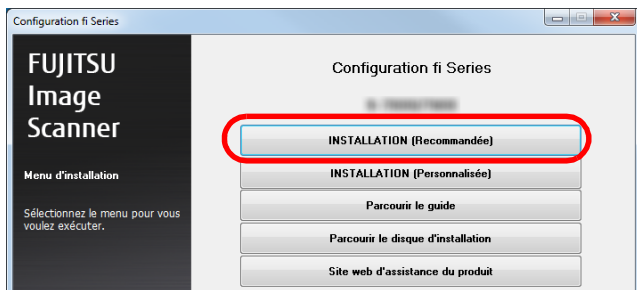 Configuration fi Series
FUJITSU
Image
Scanner
Menu d'installation
Sélectionnez le menu pour vous
voulez exécuter.
Configuration fi Series
INSTALLATION (Recommandée)
INSTALLATION (Personnalisée)
Parcourir le guide
Parcourir le disque d'installation
Site web d'assistance du produit